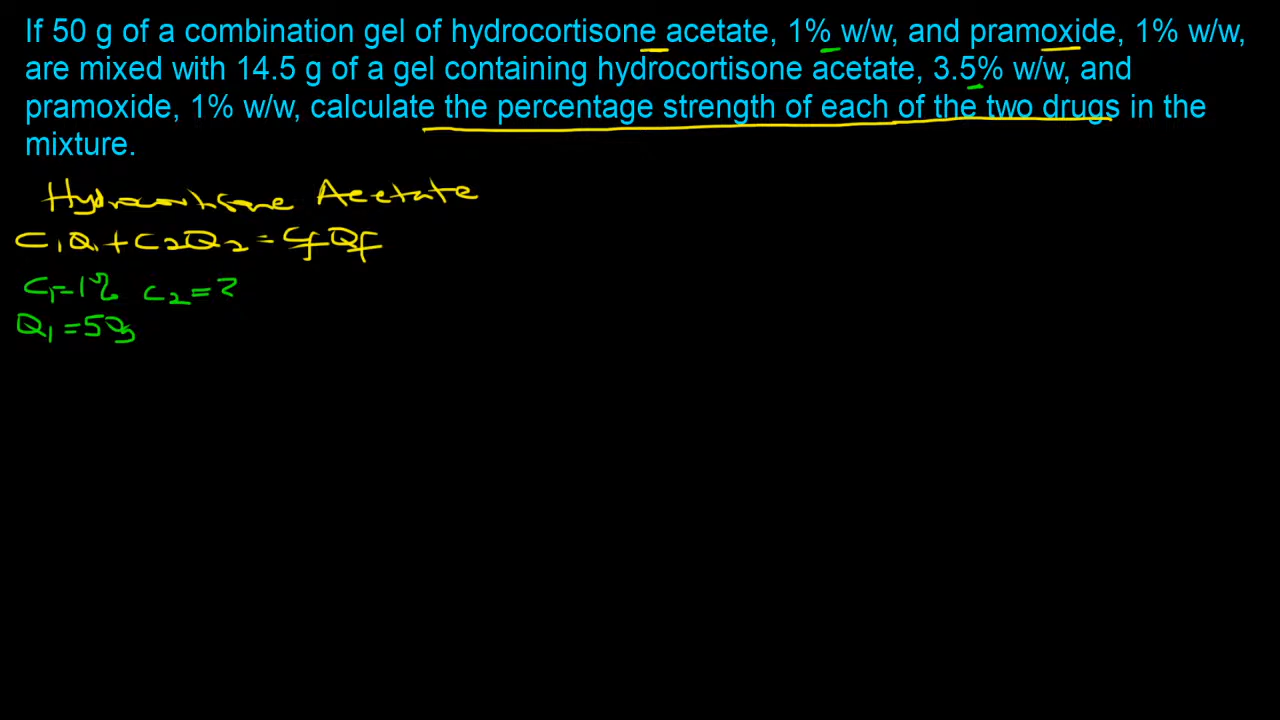 If 50 g of a combination gel of hydrocortisone acetate, 1% w/w, and pramoxide, 1% w/w,
are mixed with 14.5 g of a gel containing hydrocortisone acetate, 3.5% w/w, and
pramoxide, 1% w/w, calculate the percentage strength of each of the two drugs in the
mixture.
Hydrocortisone Acetate
C₁Q₁ + C₂Q₂ = CfQf
C₁ = 1% C₂ = 3
Q₁ = 50g